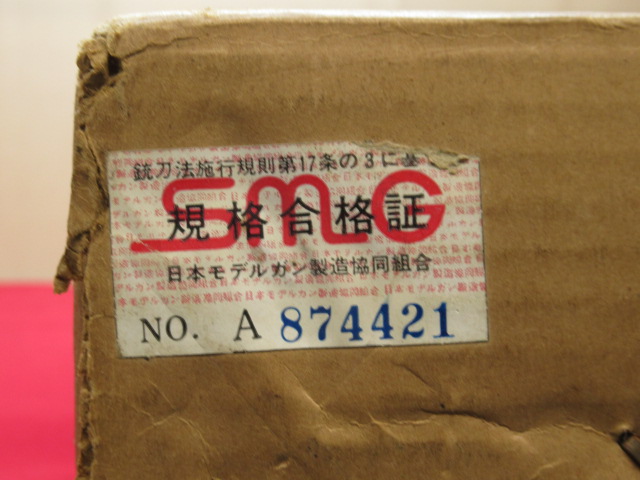 銃刀法施行規則第17条の3に基
SMG
規格合格証
日本モデルガン製造協同組合
NO. A 874421